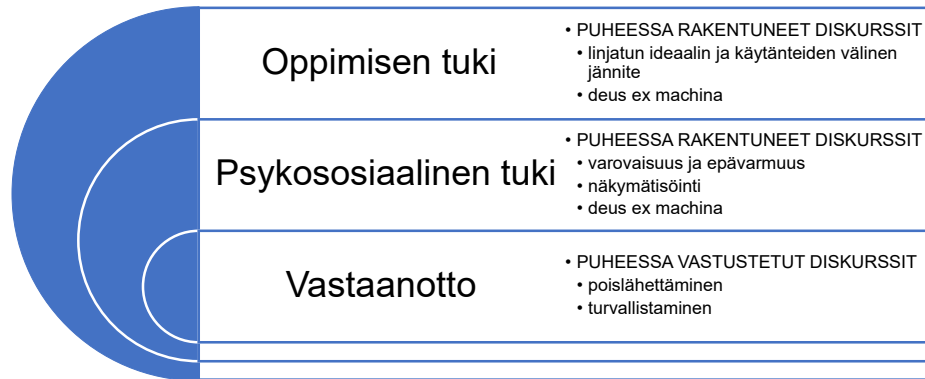 Oppimisen tuki
• PUHEESSA RAKENTUNEET DISKURSSIT
• linjatun ideaalin ja käytänteiden välinen
jännite
• deus ex machina
Psykososiaalinen tuki
• PUHEESSA RAKENTUNEET DISKURSSIT
• varovaisuus ja epävarmuus
• näkymätisöinti
• deus ex machina
Vastaanotto
• PUHEESSA VASTUSTETUT DISKURSSIT
• poislähettäminen
• turvallistaminen